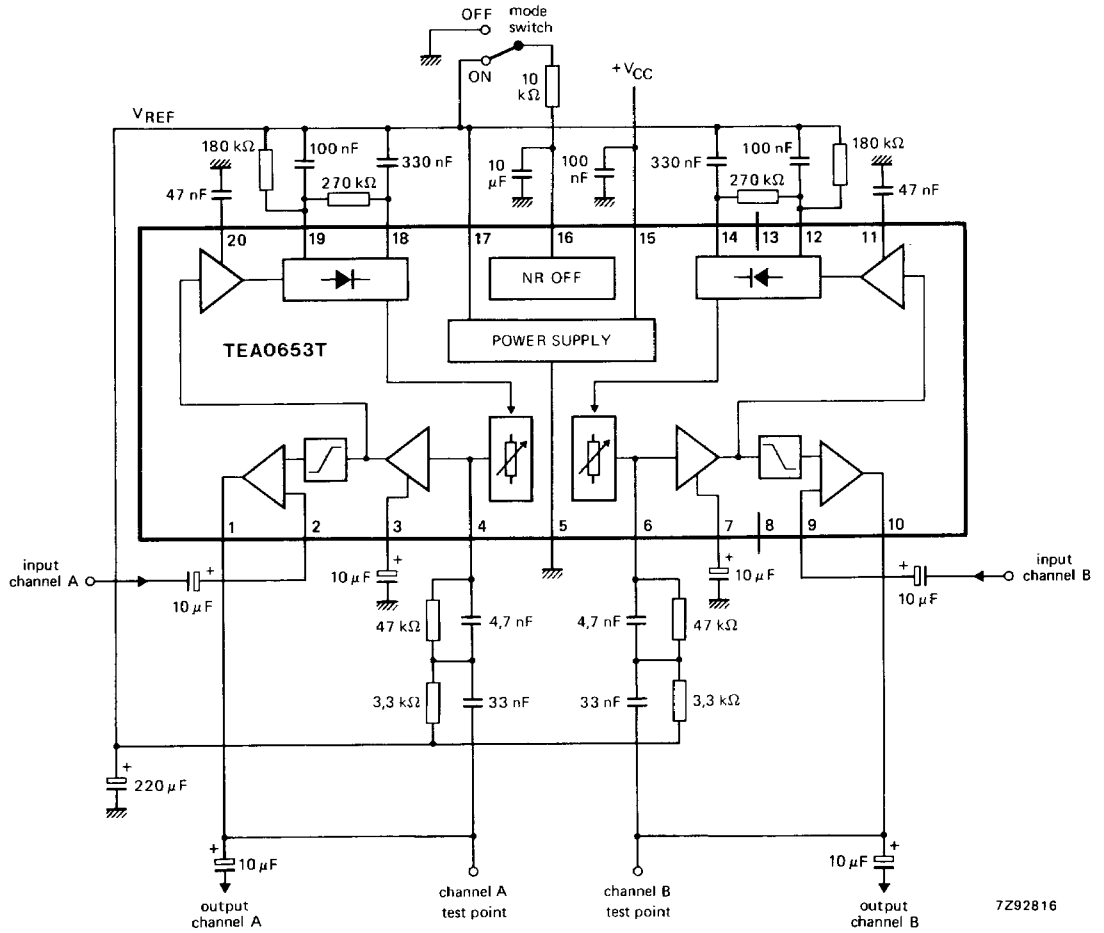 OFF
mode
switch
ON
10
kΩ
+VCC
VREF
180 kΩ
100 nF
330 nF
270 kΩ
47 nF
10
µF
100
nF
330 nF
100 nF
270 kΩ
180 kΩ
47 nF
20
19
18
17
16
15
14
13
12
11
NR OFF
POWER SUPPLY
TEA0653T
1
2
3
4
5
6
7
8
9
10
input
channel A
+
10 µF
+
10 µF
+
10 µF
+
10 µF
input
channel B
47 kΩ
4,7 nF
4,7 nF
47 kΩ
3,3 kΩ
33 nF
33 nF
3,3 kΩ
+
220 µF
+
10 µF
output
channel A
channel A
test point
channel B
test point
+
10 µF
output
channel B
7Z92816